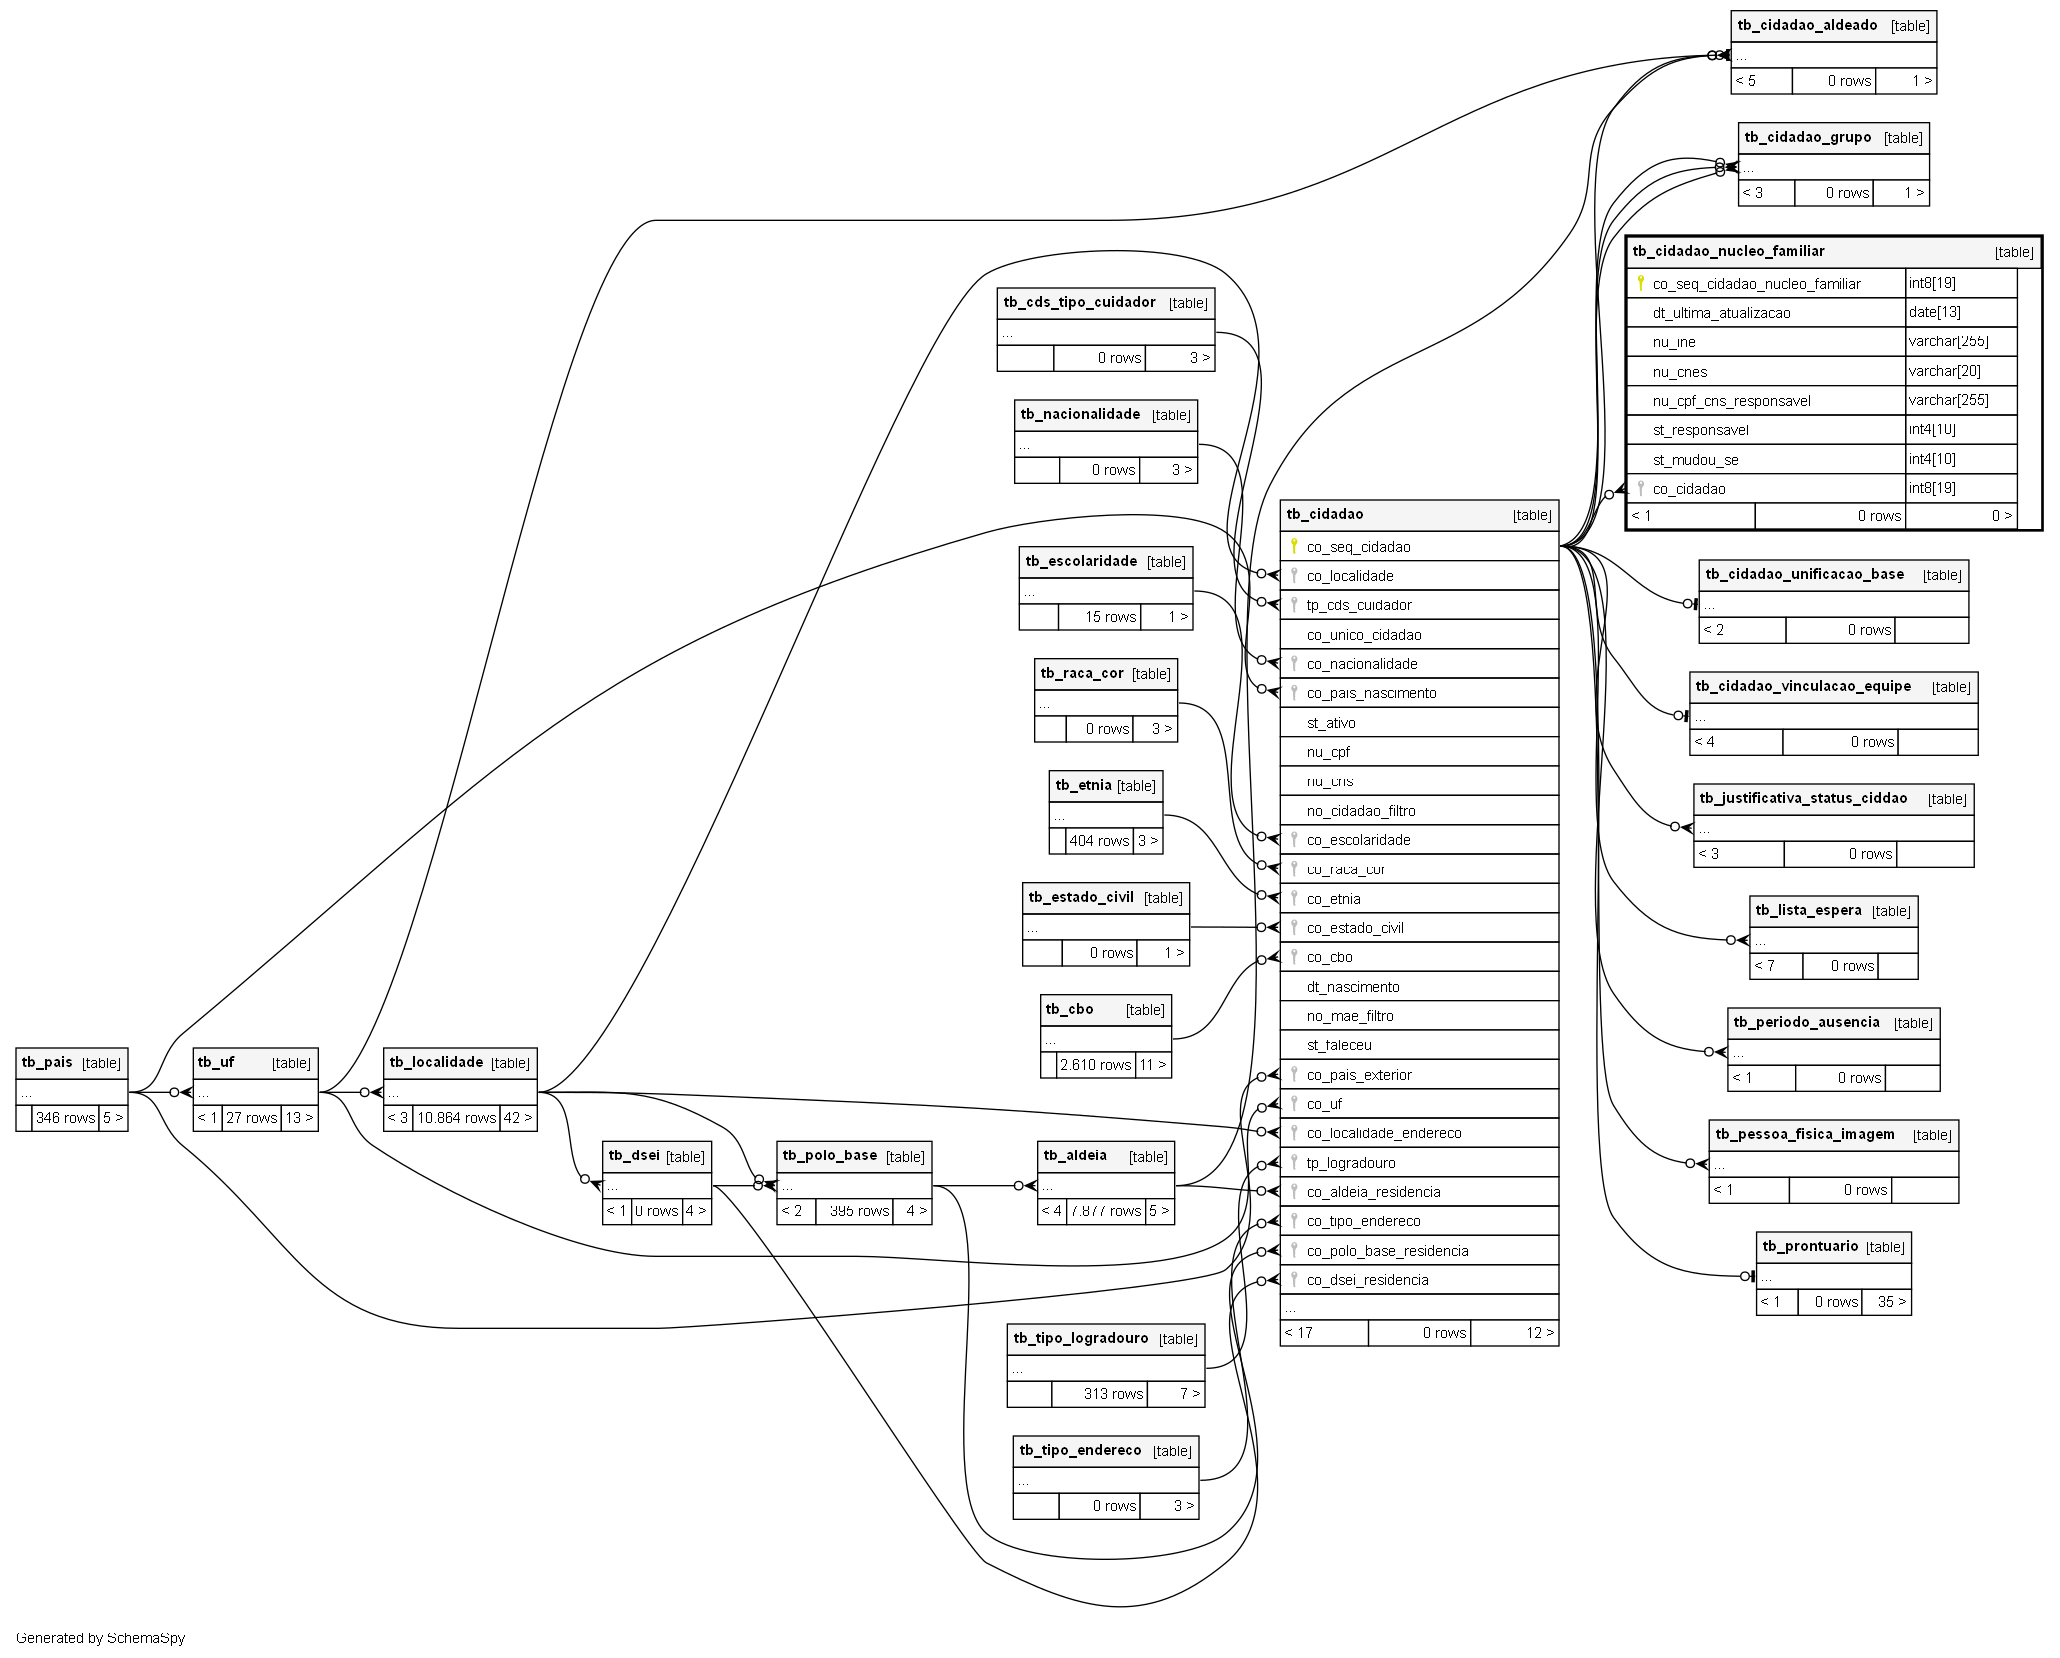 tb_cidadao_aldeado [table]
...
< 5 0 rows 1 >
tb_cidadao_grupo [table]
...
< 3 0 rows 1 >
tb_cidadao_nucleo_familiar [table]
co_seq_cidadao_nucleo_familiar int8[19]
dt_ultima_atualizacao date[13]
nu_ine varchar[255]
nu_cnes varchar[20]
nu_cpf_cns_responsavel varchar[255]
st_responsavel int4[10]
st_mudou_se int4[10]
co_cidadao int8[19]
< 1 0 rows 0 >
tb_cds_tipo_cuidador [table]
...
0 rows 3 >
tb_nacionalidade [table]
...
0 rows 3 >
tb_escolaridade [table]
...
15 rows 1 >
tb_raca_cor [table]
...
0 rows 3 >
tb_etnia [table]
...
404 rows 3 >
tb_estado_civil [table]
...
0 rows 1 >
tb_cbo [table]
...
2.610 rows 11 >
tb_cidadao [table]
co_seq_cidadao
co_localidade
tp_cds_cuidador
co_unico_cidadao
co_nacionalidade
co_pais_nascimento
st_ativo
nu_cpf
nu_cns
no_cidadao_filtro
co_escolaridade
co_raca_cor
co_etnia
co_estado_civil
co_cbo
dt_nascimento
no_mae_filtro
st_faleceu
co_pais_exterior
co_uf
co_localidade_endereco
tp_logradouro
co_aldeia_residencia
co_tipo_endereco
co_polo_base_residencia
co_dsei_residencia
...
< 17 0 rows 12 >
tb_cidadao_unificacao_base [table]
...
< 2 0 rows
tb_cidadao_vinculacao_equipe [table]
...
< 4 0 rows
tb_justificativa_status_ciddao [table]
...
< 3 0 rows
tb_lista_espera [table]
...
< 7 0 rows
tb_periodo_ausencia [table]
...
< 1 0 rows
tb_pessoa_fisica_imagem [table]
...
< 1 0 rows
tb_prontuario [table]
...
< 1 0 rows 35 >
tb_pais [table]
...
346 rows 5 >
tb_uf [table]
...
< 1 27 rows 13 >
tb_localidade [table]
...
< 3 10.864 rows 42 >
tb_dsei [table]
...
< 1 0 rows 4 >
tb_polo_base [table]
...
< 2 395 rows 4 >
tb_aldeia [table]
...
< 4 7.877 rows 5 >
tb_tipo_logradouro [table]
...
313 rows 7 >
tb_tipo_endereco [table]
...
0 rows 3 >
Generated by SchemaSpy